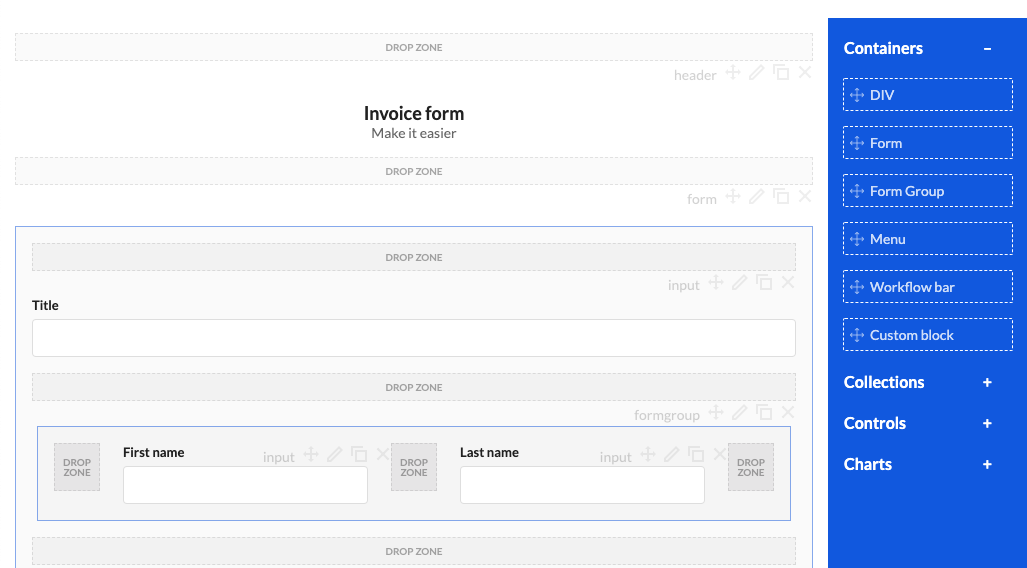 DROP ZONE
header
Invoice form
Make it easier
DROP ZONE
form
DROP ZONE
input
Title
DROP ZONE
formgroup
DROP
ZONE
First name
input
DROP
ZONE
Last name
input
DROP
ZONE
DROP ZONE
Containers −
DIV
Form
Form Group
Menu
Workflow bar
Custom block
Collections +
Controls +
Charts +